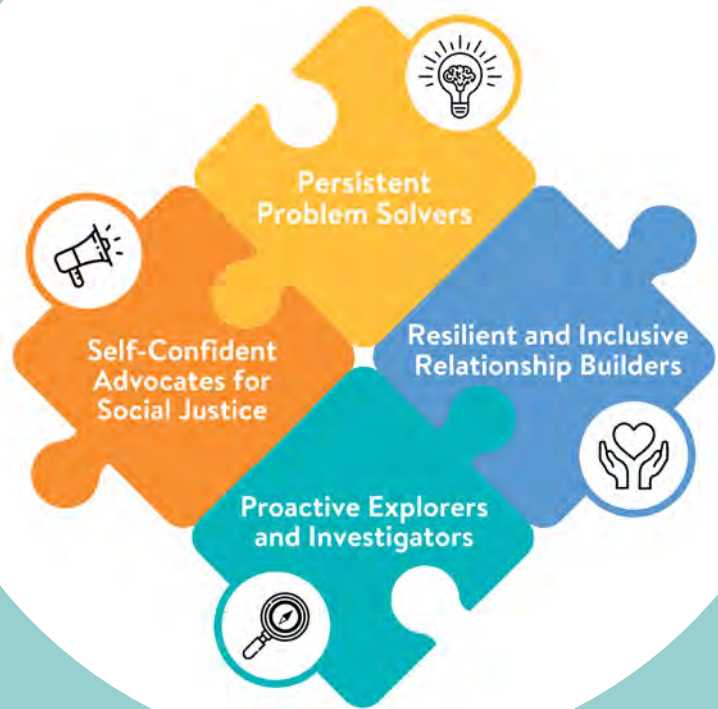 Persistent
Problem Solvers
Self-Confident
Advocates for
Social Justice
Resilient and Inclusive
Relationship Builders
Proactive Explorers
and Investigators